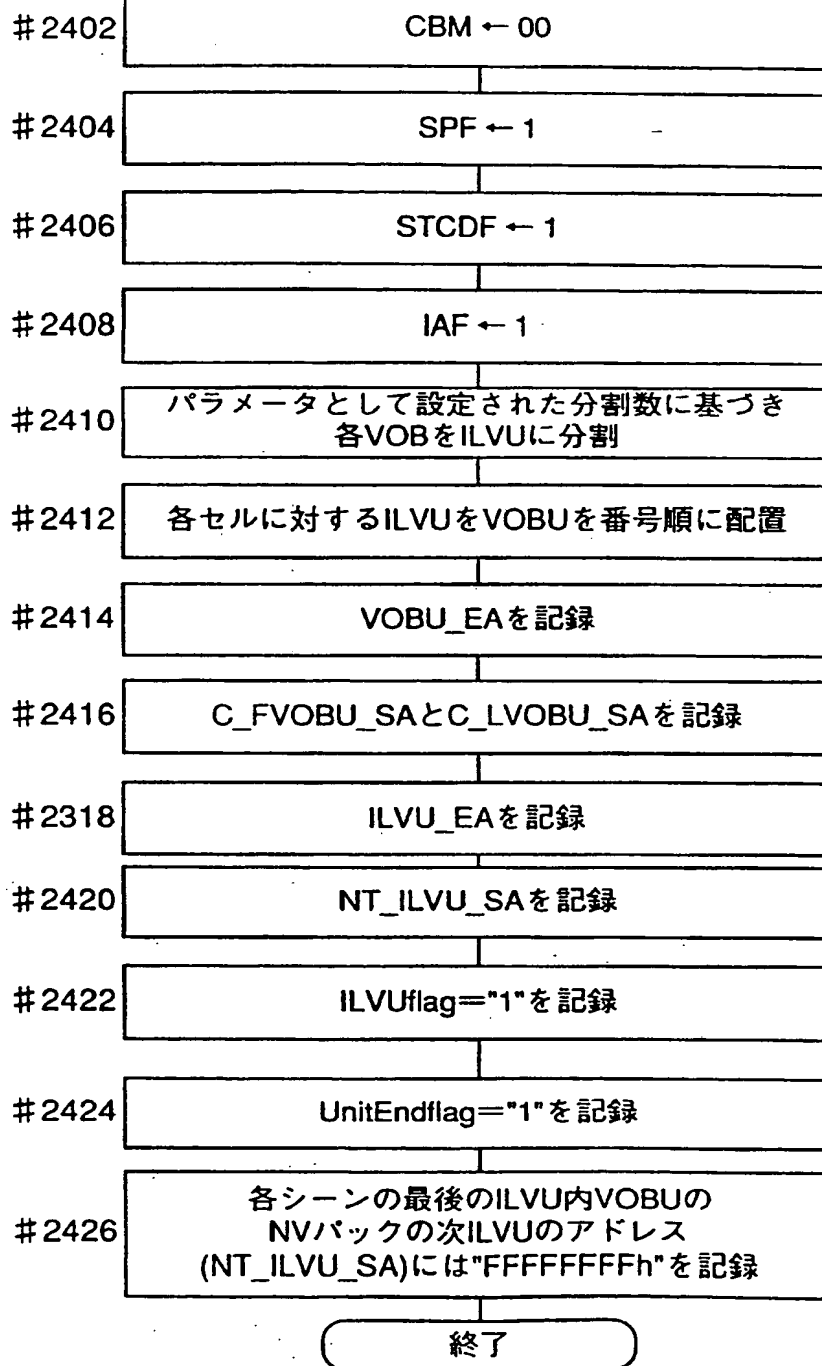 #2402 CBM ← 00
#2404 SPF ← 1
#2406 STCDF ← 1
#2408 IAF ← 1
#2410 パラメータとして設定された分割数に基づき
各VOBをILVUに分割
#2412 各セルに対するILVUをVOBUを番号順に配置
#2414 VOBU_EAを記録
#2416 C_FVOBU_SAとC_LVOBU_SAを記録
#2318 ILVU_EAを記録
#2420 NT_ILVU_SAを記録
#2422 ILVUflag="1"を記録
#2424 UnitEndflag="1"を記録
各シーンの最後のILVU内VOBUの
#2426 NVパックの次ILVUのアドレス
(NT_ILVU_SA)には"FFFFFFFFh"を記録
終了